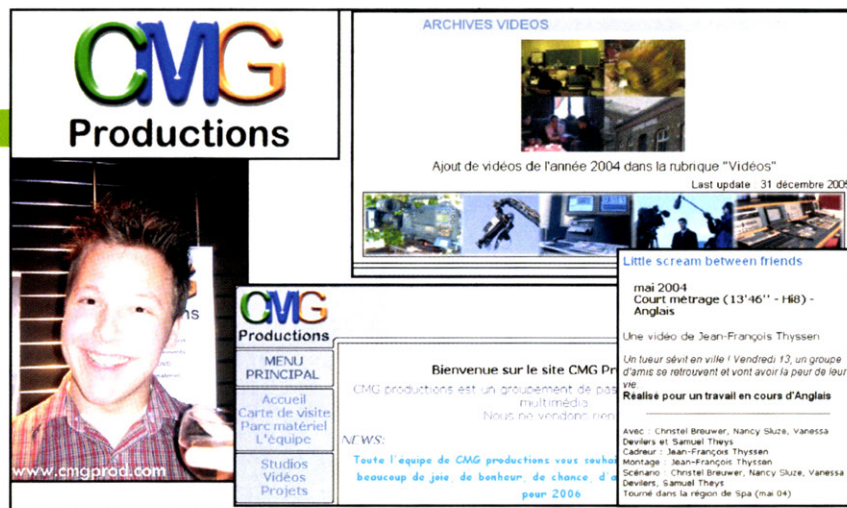 CMG
Productions
ARCHIVES VIDEOS
Ajout de vidéos de l'année 2004 dans la rubrique "Vidéos"
Last update 31 décembre 2005
www.cmgprod.com
CMG
Productions
MENU
PRINCIPAL
Accueil
Carte de visite
Parc matériel
L'équipe
Studios
Vidéos
Projets
Bienvenue sur le site CMG Pr
CMG productions est un groupement de pas
multimédia
Nous ne vendons rien
NEWS:
Toute l'équipe de CMG productions vous souhai
beaucoup de joie, de bonheur, de chance, d'a
pour 2006
Little scream between friends
mai 2004
Court métrage (13'46'' - Hi8) -
Anglais
Une vidéo de Jean-François Thyssen
Un tueur sévit en ville ! Vendredi 13, un groupe
d'amis se retrouvent et vont avoir la peur de leur
vie.
Réalisé pour un travail en cours d'Anglais
Avec : Christel Breuwer, Nancy Sluze, Vanessa
Devilers et Samuel Theys
Cadreur : Jean-François Thyssen
Montage : Jean-François Thyssen
Scénario : Christel Breuwer, Nancy Sluze, Vanessa
Devilers, Samuel Theys
Tourné dans la région de Spa (mai 04)